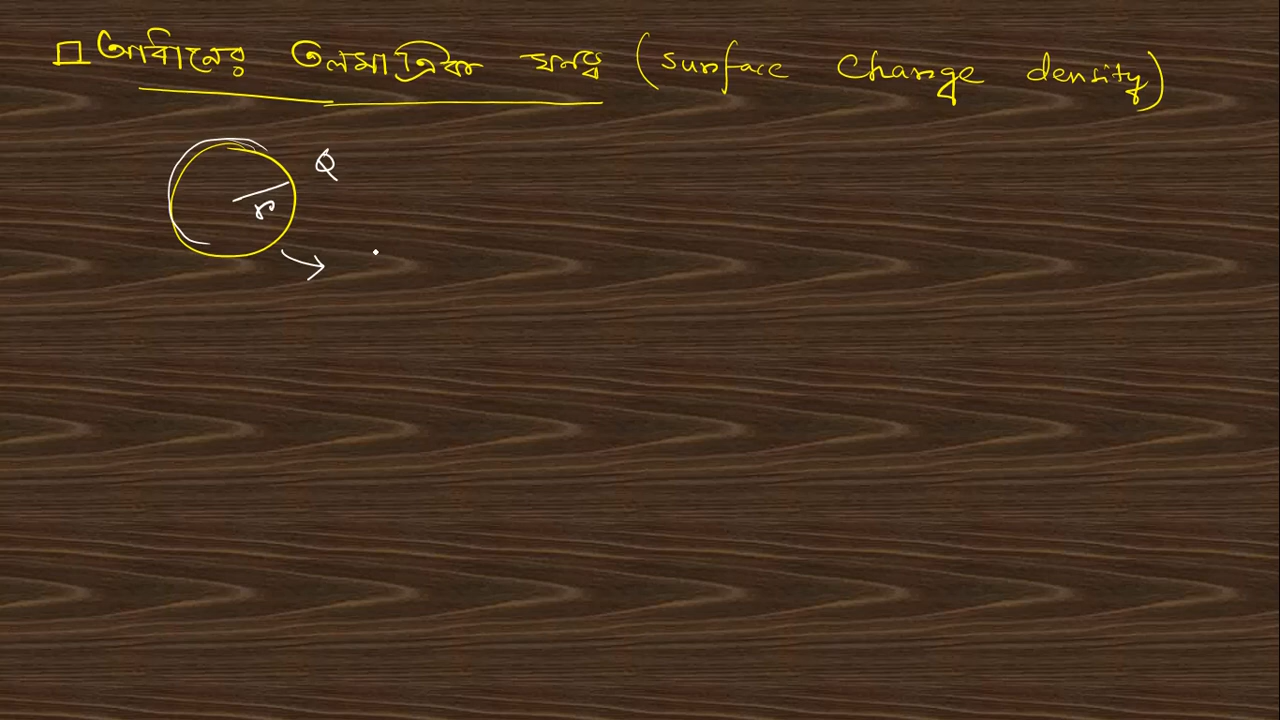 আধানের তলমাত্রিক ঘনত্ব (surface charge density)
Q
r